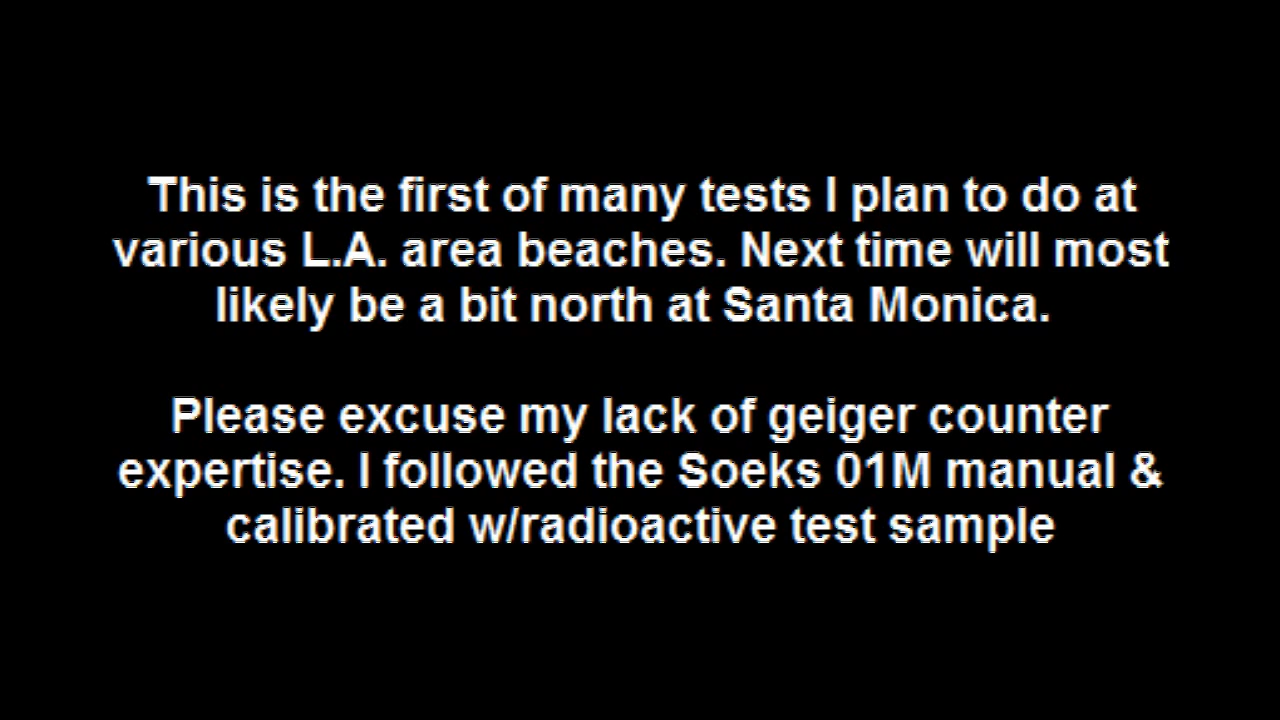 This is the first of many tests I plan to do at
various L.A. area beaches. Next time will most
likely be a bit north at Santa Monica.
Please excuse my lack of geiger counter
expertise. I followed the Soeks 01M manual &
calibrated w/radioactive test sample